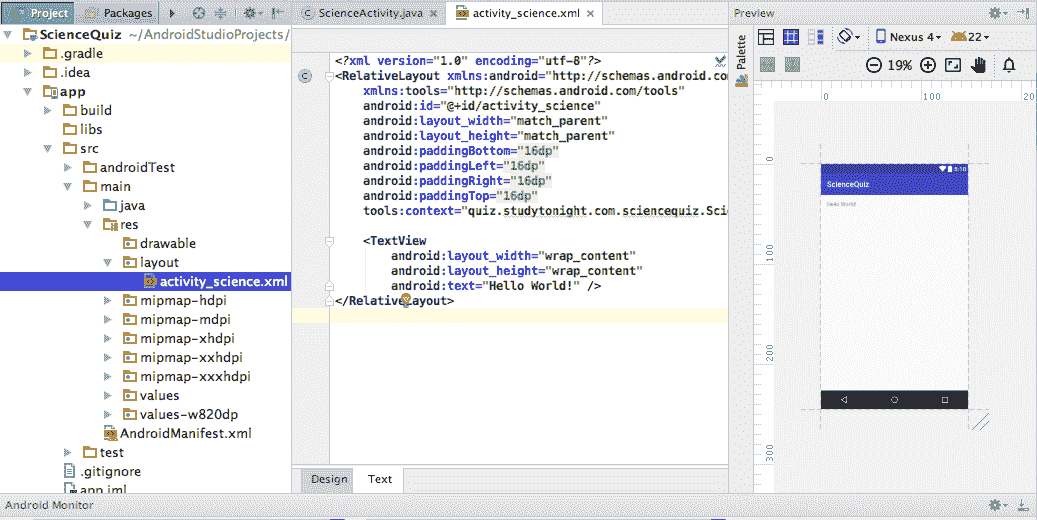 Project Packages ScienceActivity.java activity_science.xml Preview
ScienceQuiz ~/AndroidStudioProjects/
.gradle
.idea
app
build
libs
src
androidTest
main
java
res
drawable
layout
activity_science.xml
mipmap-hdpi
mipmap-mdpi
mipmap-xhdpi
mipmap-xxhdpi
mipmap-xxxhdpi
values
values-w820dp
AndroidManifest.xml
test
.gitignore
app.iml
<?xml version="1.0" encoding="utf-8"?>
<RelativeLayout xmlns:android="http://schemas.android.co
xmlns:tools="http://schemas.android.com/tools"
android:id="@+id/activity_science"
android:layout_width="match_parent"
android:layout_height="match_parent"
android:paddingBottom="16dp"
android:paddingLeft="16dp"
android:paddingRight="16dp"
android:paddingTop="16dp"
tools:context="quiz.studytonight.com.sciencequiz.Sci
<TextView
android:layout_width="wrap_content"
android:layout_height="wrap_content"
android:text="Hello World!" />
</RelativeLayout>
Design Text
Palette
Nexus 4 22
19%
0 100 20
0
100
200
300
5:10
ScienceQuiz
Hello World!
Android Monitor